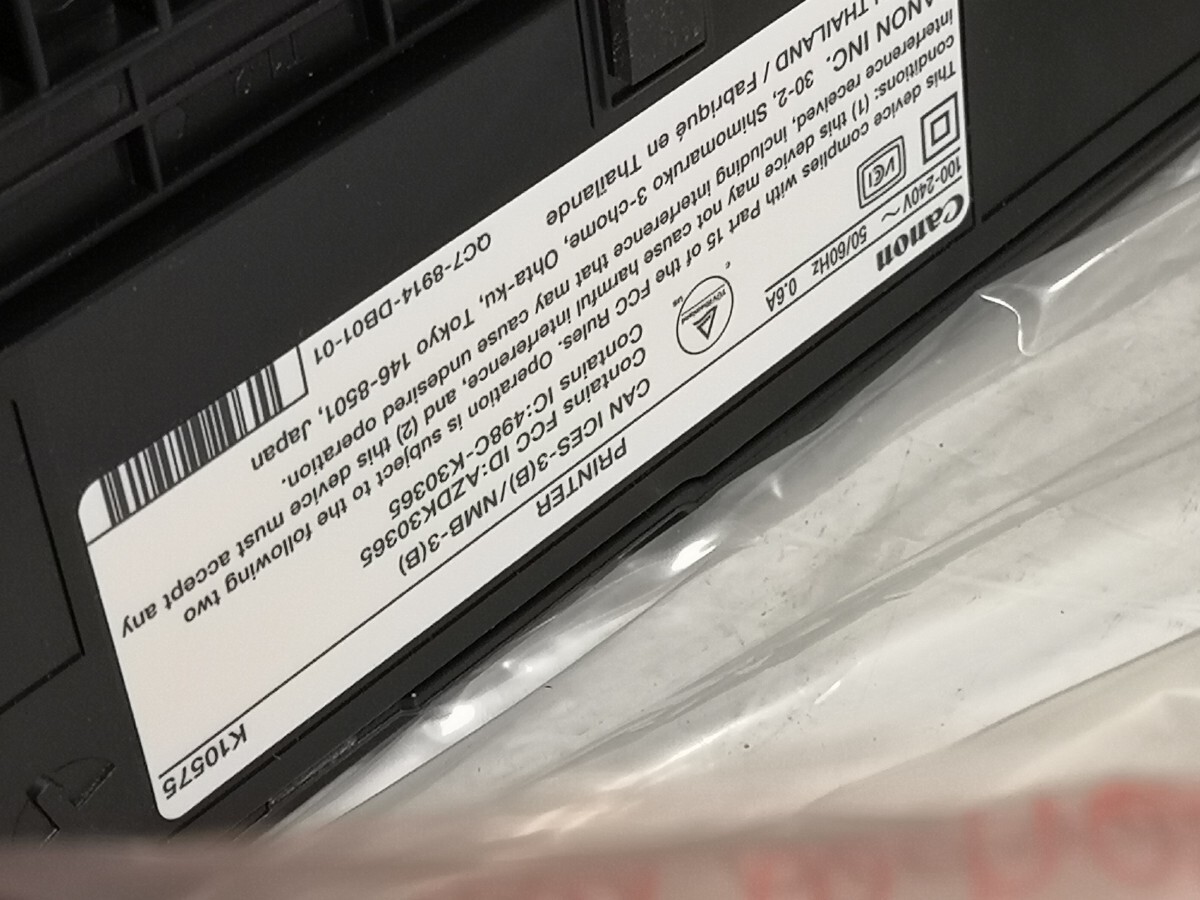 Canon PRINTER K10575
100-240V~ 50/60Hz 0.6A
CAN ICES-3(B)/NMB-3(B)
Contains FCC ID:AZDK30365
Contains IC:498C-K30365
VCI
TÜVRheinland
US
c
This device complies with Part 15 of the FCC Rules. Operation is subject to the following two
conditions: (1) this device may not cause harmful interference, and (2) this device must accept any
interference received, including interference that may cause undesired operation.
CANON INC. 30-2, Shimomaruko 3-chome, Ohta-ku, Tokyo 146-8501, Japan
THAILAND / Fabriqué en Thaïlande
QC7-8914-DB01-01